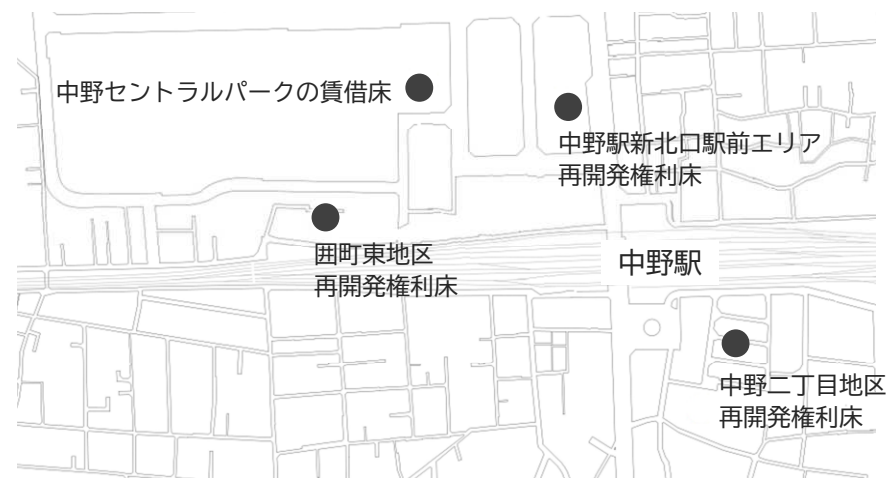 中野セントラルパークの賃借床
中野駅新北口駅前エリア
再開発権利床
囲町東地区
再開発権利床
中野駅
中野二丁目地区
再開発権利床